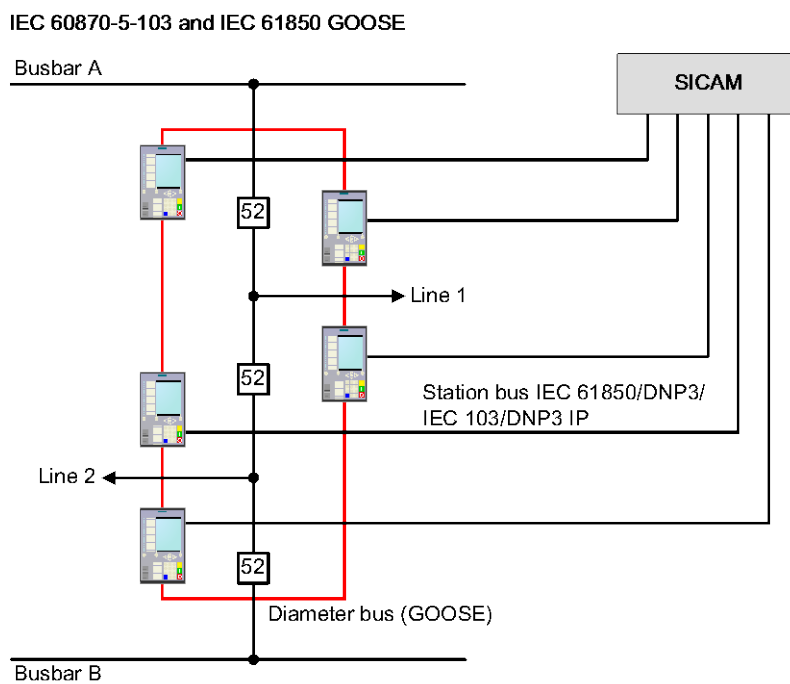 IEC 60870-5-103 and IEC 61850 GOOSE
Busbar A
SICAM
52
Line 1
52
Station bus IEC 61850/DNP3/
IEC 103/DNP3 IP
Line 2
52
Diameter bus (GOOSE)
Busbar B